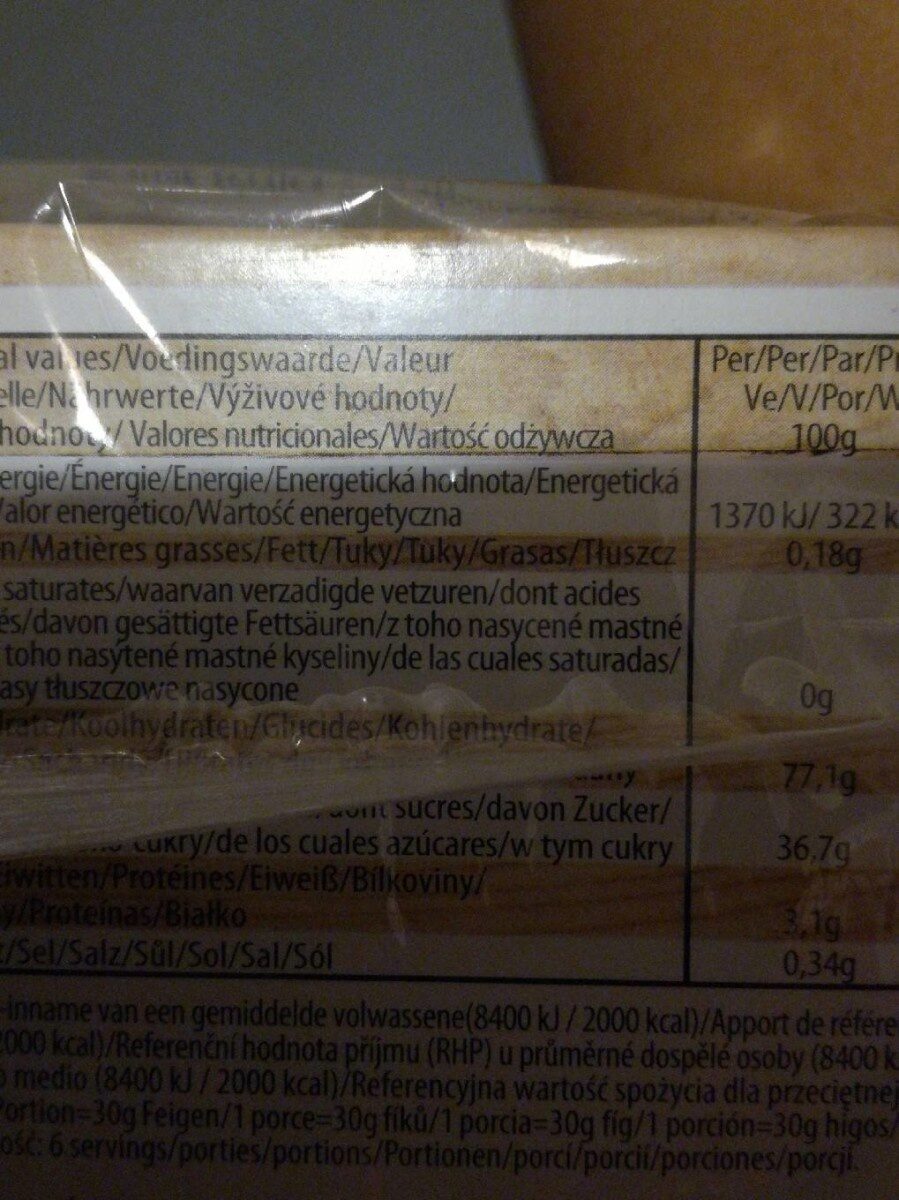 al values/Voedingswaarde/Valeur
elle/Nährwerte/Výživové hodnoty/
hodnoty/ Valores nutricionales/Wartość odżywcza
Per/Per/Par/Pr
Ve/V/Por/W
100g
ergie/Énergie/Energie/Energetická hodnota/Energetická
Valor energético/Wartość energetyczna 1370 kJ/ 322 k
n/Matières grasses/Fett/Tuky/Tuky/Grasas/Tłuszcz 0,18g
saturates/waarvan verzadigde vetzuren/dont acides
és/davon gesättigte Fettsäuren/z toho nasycené mastné
toho nasýtené mastné kyseliny/de las cuales saturadas/
asy tłuszczowe nasycone 0g
drate/Koolhydraten/Glucides/Kohlenhydrate/
77,1g
dont sucres/davon Zucker/
cukry/de los cuales azúcares/w tym cukry 36,7g
Eiwitten/Protéines/Eiweiß/Bílkoviny/
y/Proteínas/Białko 3,1g
/Sel/Salz/Sůl/Sol/Sal/Sól 0,34g
-inname van een gemiddelde volwassene(8400 kJ / 2000 kcal)/Apport de référe
2000 kcal)/Referenční hodnota příjmu (RHP) u průměrné dospělé osoby (8400 k
o medio (8400 kJ / 2000 kcal)/Referencyjna wartość spożycia dla przeciętnej
Portion=30g Feigen/1 porce=30g fíků/1 porcia=30g fíg/1 porción=30g higos/
ość: 6 servings/porties/portions/Portionen/porcí/porcií/porciones/porcji.